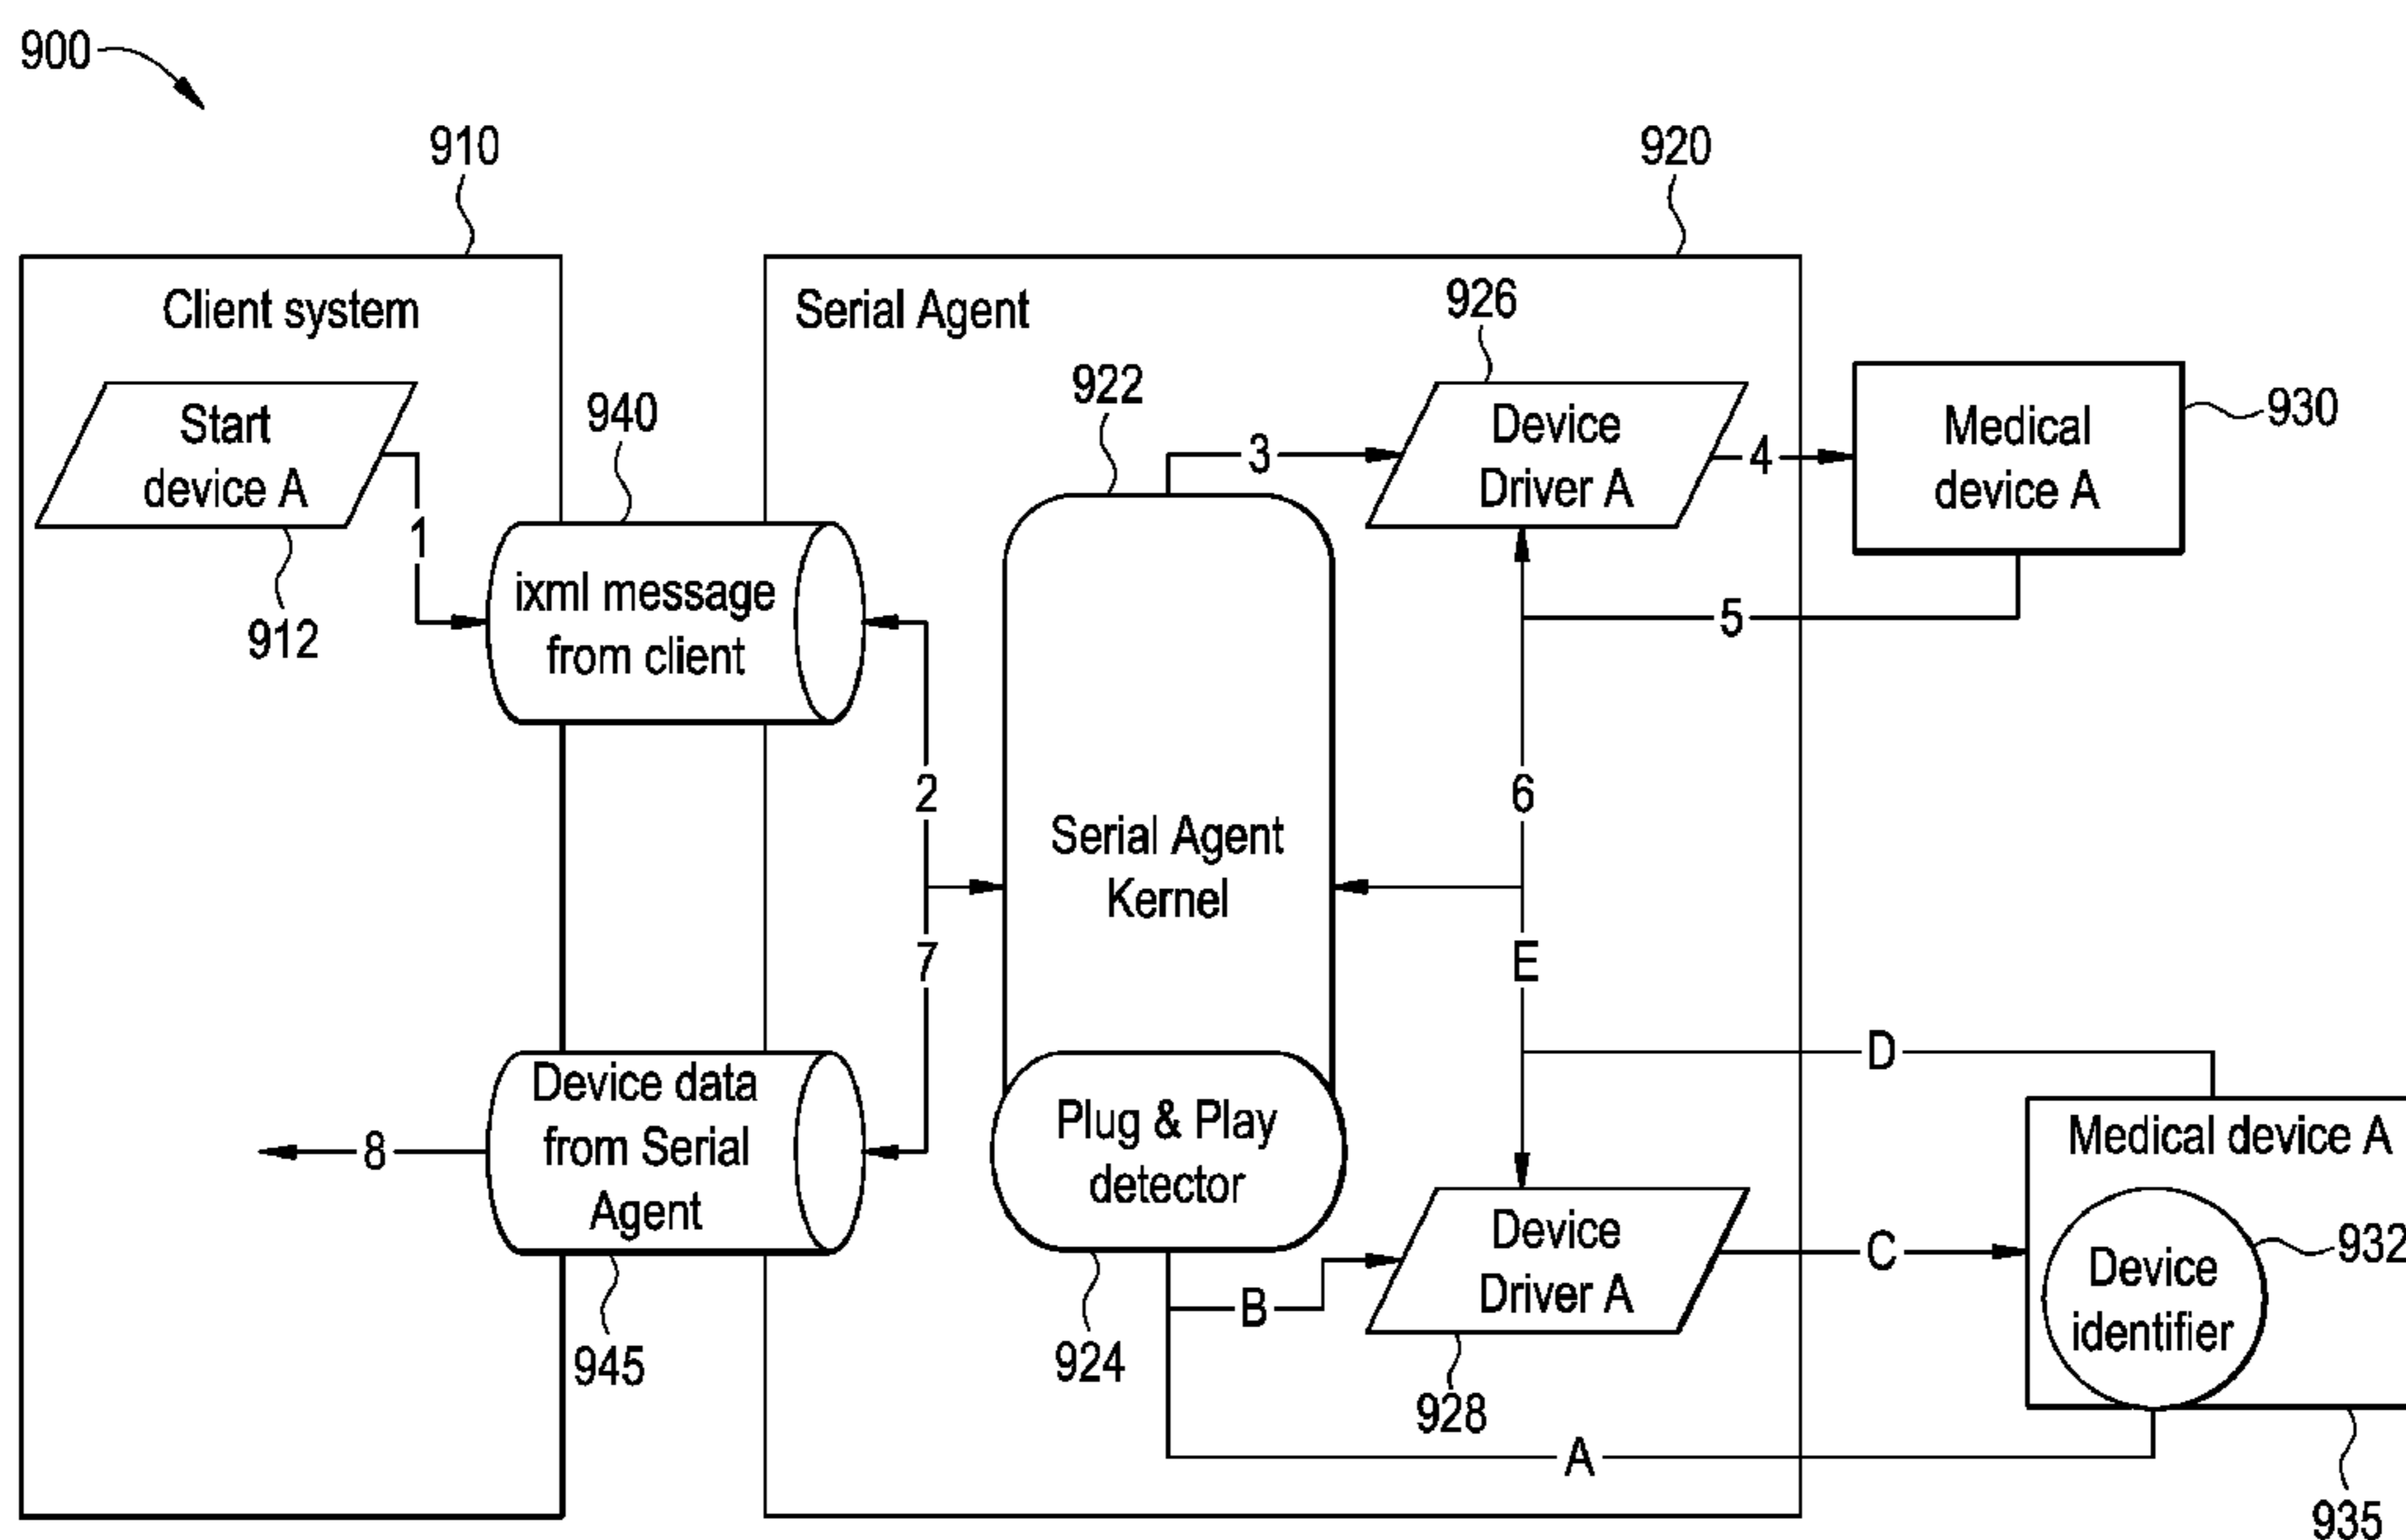 900
910
920
Client system
Serial Agent
926
922
930
Start
device A
940
Device
Driver A
Medical
device A
3
4
1
912
ixml message
from client
5
2
6
Serial Agent
Kernel
7
E
D
Device data
from Serial
Agent
8
Plug & Play
detector
Medical device A
Device
Driver A
C
932
Device
identifier
B
945
924
928
A
935